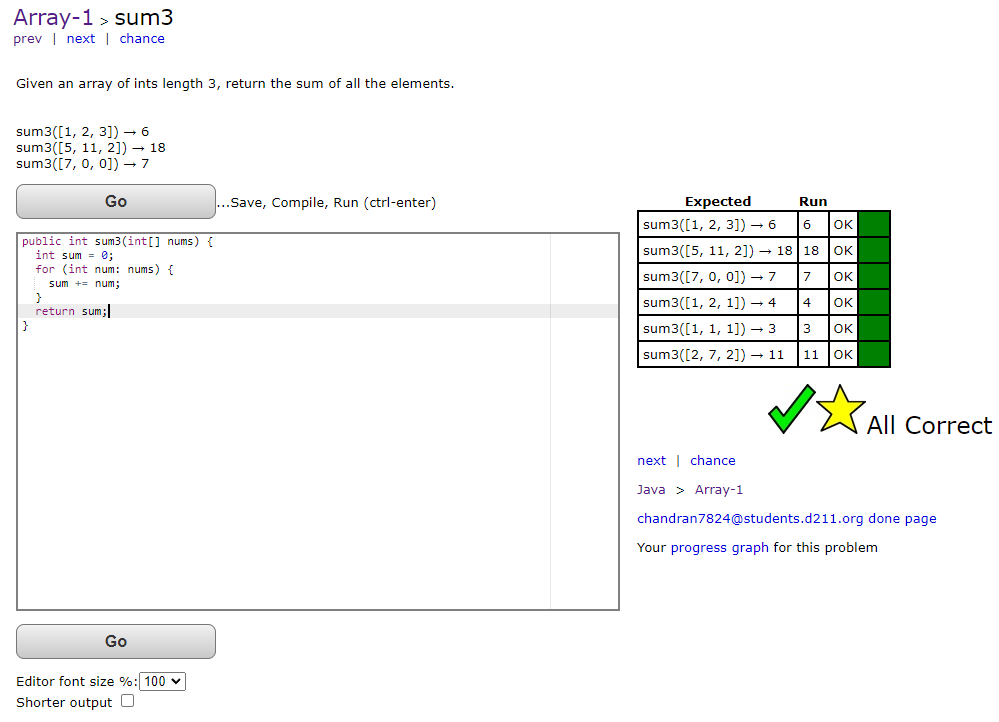 Array-1 > sum3
prev | next | chance
Given an array of ints length 3, return the sum of all the elements.
sum3([1, 2, 3]) → 6
sum3([5, 11, 2]) → 18
sum3([7, 0, 0]) → 7
Go
...Save, Compile, Run (ctrl-enter)
public int sum3(int[] nums) {
  int sum = 0;
  for (int num: nums) {
    sum += num;
  }
  return sum;
}
Go
Editor font size %: 100
Shorter output
Expected Run
sum3([1, 2, 3]) → 6 6 OK
sum3([5, 11, 2]) → 18 18 OK
sum3([7, 0, 0]) → 7 7 OK
sum3([1, 2, 1]) → 4 4 OK
sum3([1, 1, 1]) → 3 3 OK
sum3([2, 7, 2]) → 11 11 OK
All Correct
next | chance
Java > Array-1
chandran7824@students.d211.org done page
Your progress graph for this problem